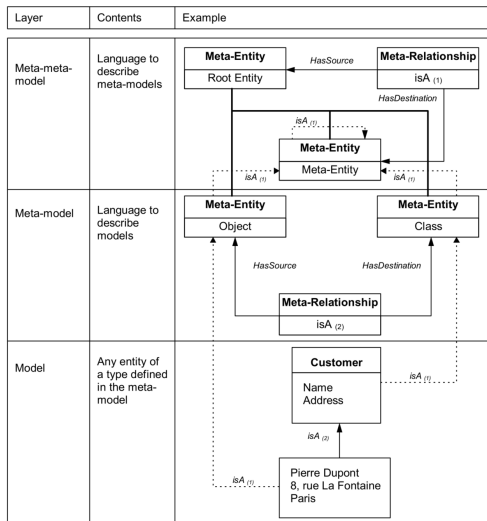 Layer
Contents
Example
Meta-meta-
model
Language to
describe
meta-models
Meta-Entity
Root Entity
HasSource
Meta-Relationship
isA (1)
HasDestination
isA (1)
Meta-Entity
Meta-Entity
isA (1)
isA (1)
Meta-model
Language to
describe
models
Meta-Entity
Object
Meta-Entity
Class
HasSource
HasDestination
Meta-Relationship
isA (2)
Model
Any entity of
a type defined
in the meta-
model
Customer
Name
Address
isA (1)
isA (2)
isA (1)
Pierre Dupont
8, rue La Fontaine
Paris